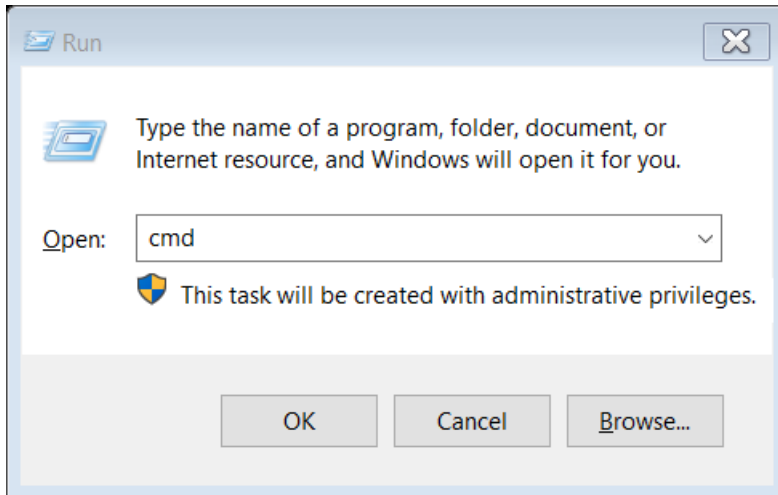 Run
Type the name of a program, folder, document, or
Internet resource, and Windows will open it for you.
Open: cmd
This task will be created with administrative privileges.
OK Cancel Browse...